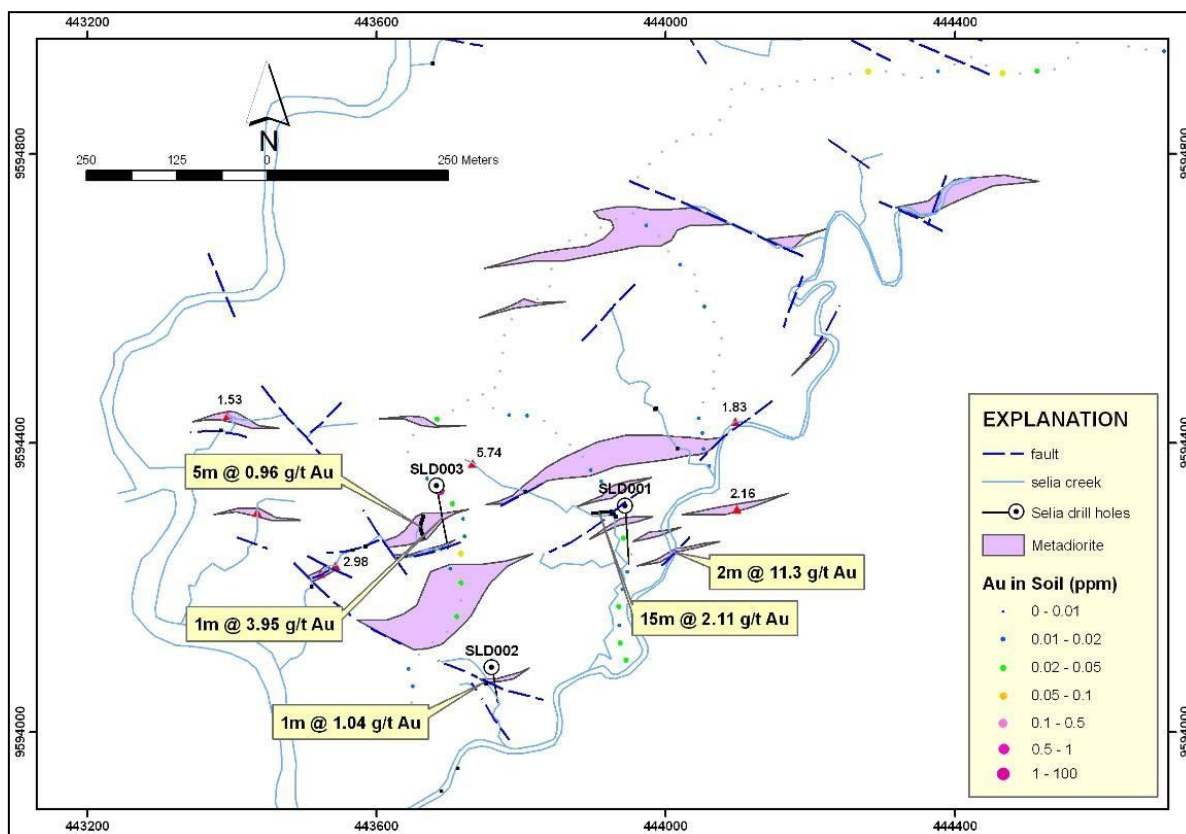 443200
443600
444000
444400
N
250
125
0
250 Meters
9594800
9594800
1.53
5.74
1.83
9594400
9594400
5m @ 0.96 g/t Au
SLD003
SLD001
2.16
2.98
2m @ 11.3 g/t Au
1m @ 3.95 g/t Au
15m @ 2.11 g/t Au
SLD002
1m @ 1.04 g/t Au
9594000
9594000
EXPLANATION
fault
selia creek
Selia drill holes
Metadiorite
Au in Soil (ppm)
0 - 0.01
0.01 - 0.02
0.02 - 0.05
0.05 - 0.1
0.1 - 0.5
0.5 - 1
1 - 100
443200
443600
444000
444400